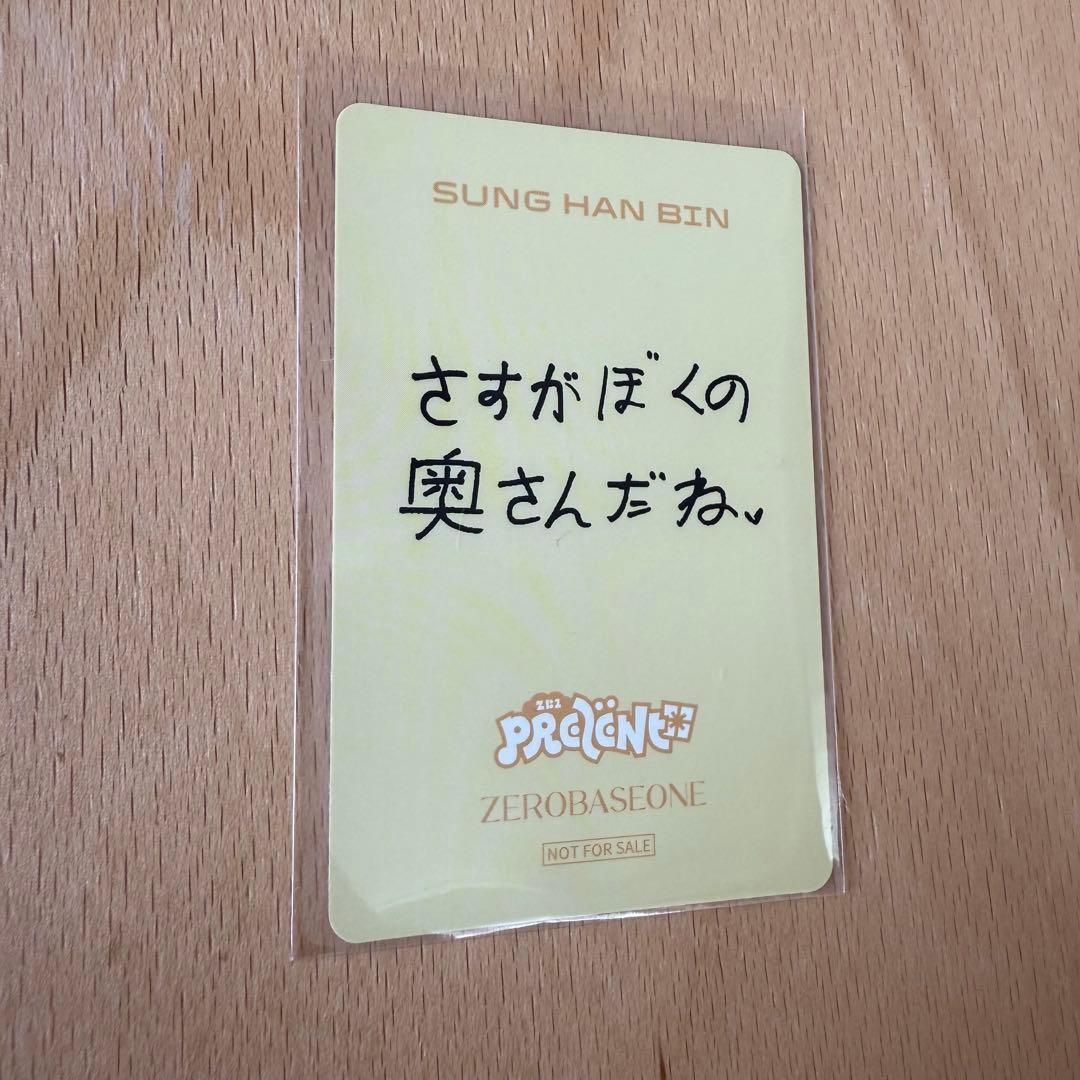 SUNG HAN BIN
さすがぼくの
奥さんだね♥
ZB1
PREZENT
ZEROBASEONE
NOT FOR SALE